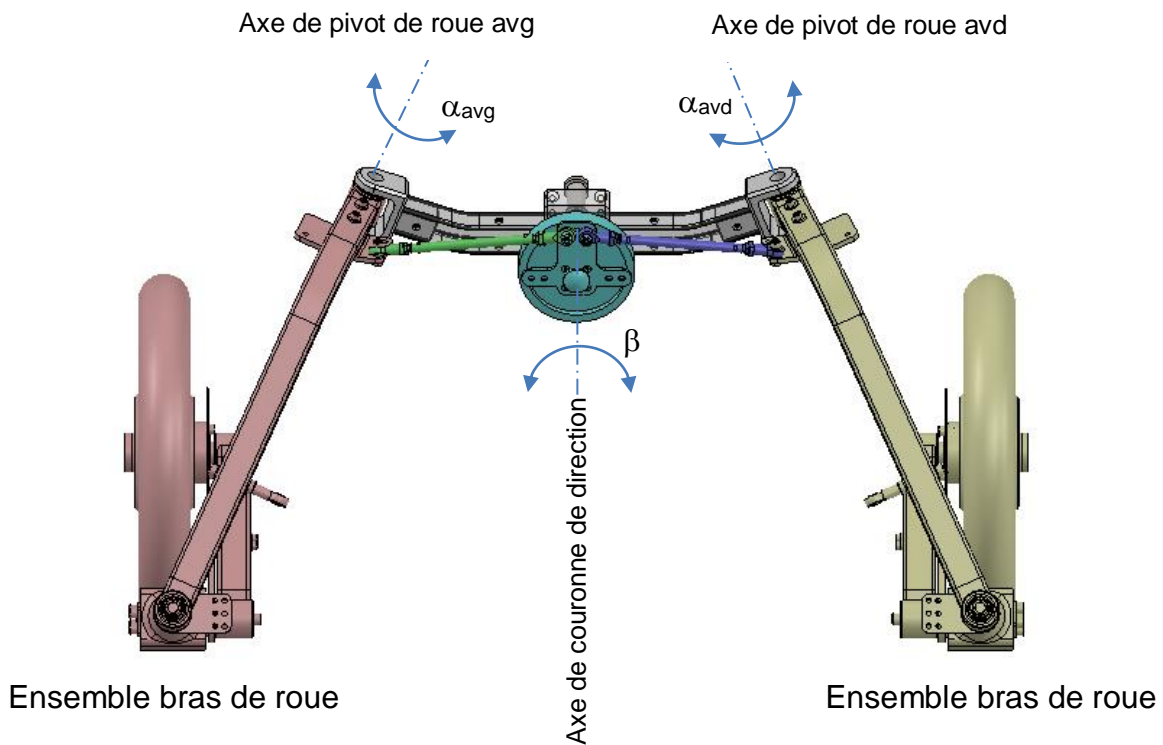 Axe de pivot de roue avg
Axe de pivot de roue avd
αavg
αavd
β
Axe de couronne de direction
Ensemble bras de roue
Ensemble bras de roue